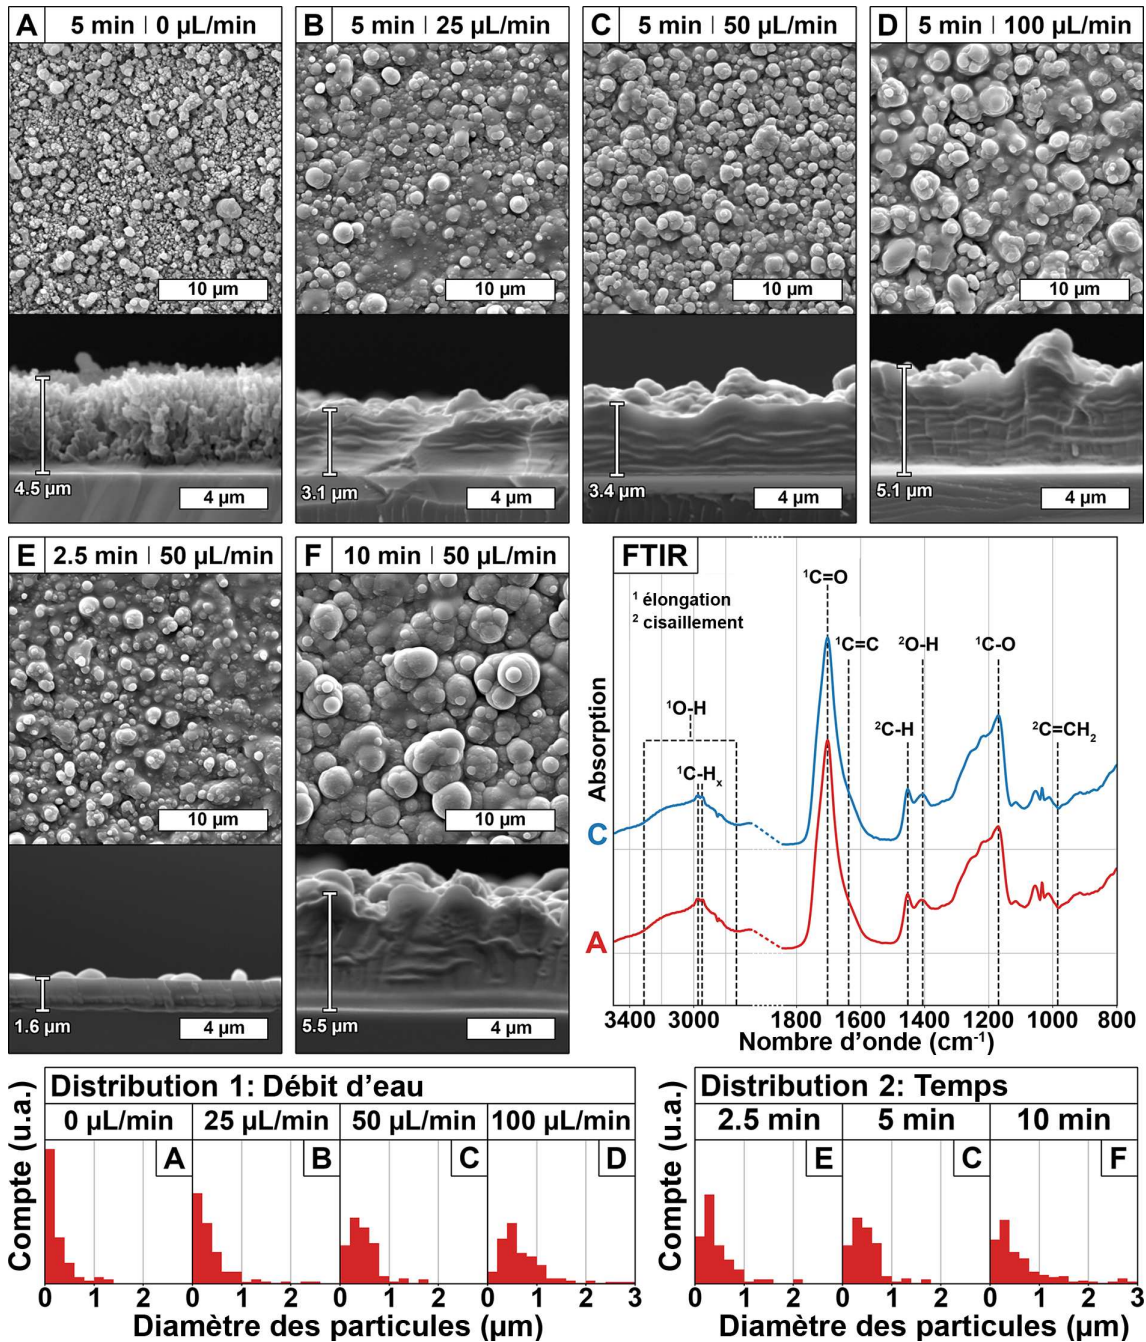 A 5 min | 0 µL/min
B 5 min | 25 µL/min
C 5 min | 50 µL/min
D 5 min | 100 µL/min
10 µm
10 µm
10 µm
10 µm
4.5 µm
4 µm
3.1 µm
4 µm
3.4 µm
4 µm
5.1 µm
4 µm
E 2.5 min | 50 µL/min
F 10 min | 50 µL/min
10 µm
10 µm
1.6 µm
4 µm
5.5 µm
4 µm
FTIR
¹ élongation
² cisaillement
¹C=O
¹C=C
²O-H
¹C-O
¹O-H
²C-H
²C=CH₂
¹C-Hₓ
Absorption
C
A
3400 3000 1800 1600 1400 1200 1000 800
Nombre d'onde (cm⁻¹)
Distribution 1: Débit d'eau
0 µL/min 25 µL/min 50 µL/min 100 µL/min
A B C D
Compte (u.a.)
0 1 2 0 1 2 0 1 2 0 1 2 3
Diamètre des particules (µm)
Distribution 2: Temps
2.5 min 5 min 10 min
E C F
Compte (u.a.)
0 1 2 0 1 2 0 1 2 3
Diamètre des particules (µm)